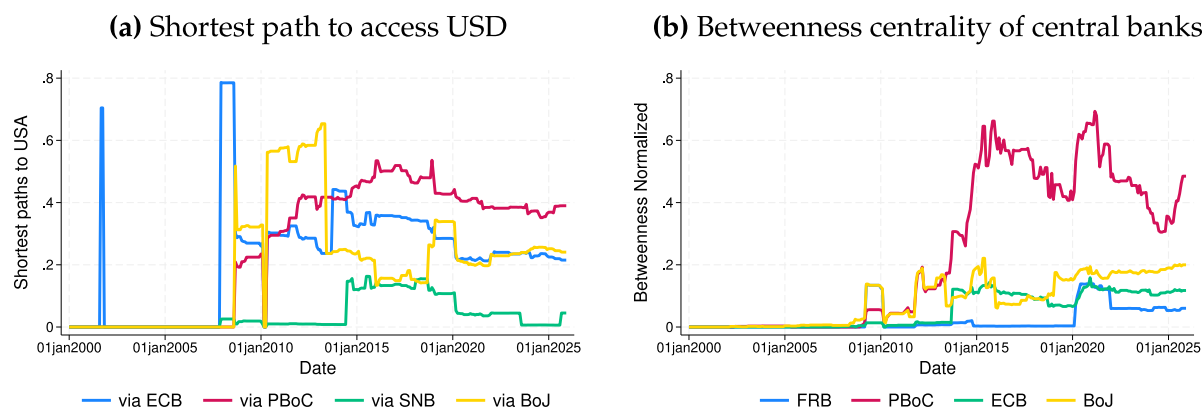 (a) Shortest path to access USD
Shortest paths to USA
.8
.6
.4
.2
0
01jan2000 01jan2005 01jan2010 01jan2015 01jan2020 01jan2025
Date
via ECB via PBoC via SNB via BoJ
(b) Betweenness centrality of central banks
Betweenness Normalized
.8
.6
.4
.2
0
01jan2000 01jan2005 01jan2010 01jan2015 01jan2020 01jan2025
Date
FRB PBoC ECB BoJ